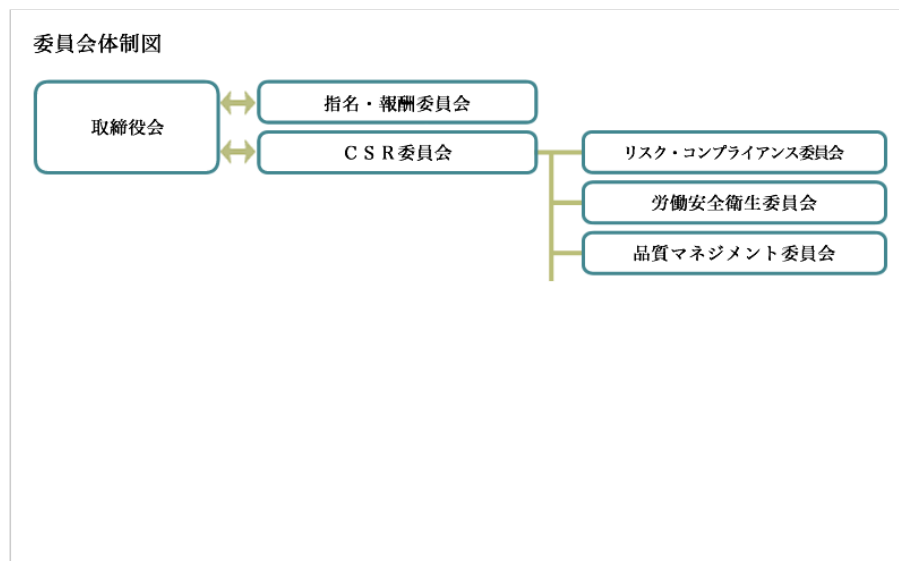 委員会体制図
取締役会
指名・報酬委員会
ＣＳＲ委員会
リスク・コンプライアンス委員会
労働安全衛生委員会
品質マネジメント委員会